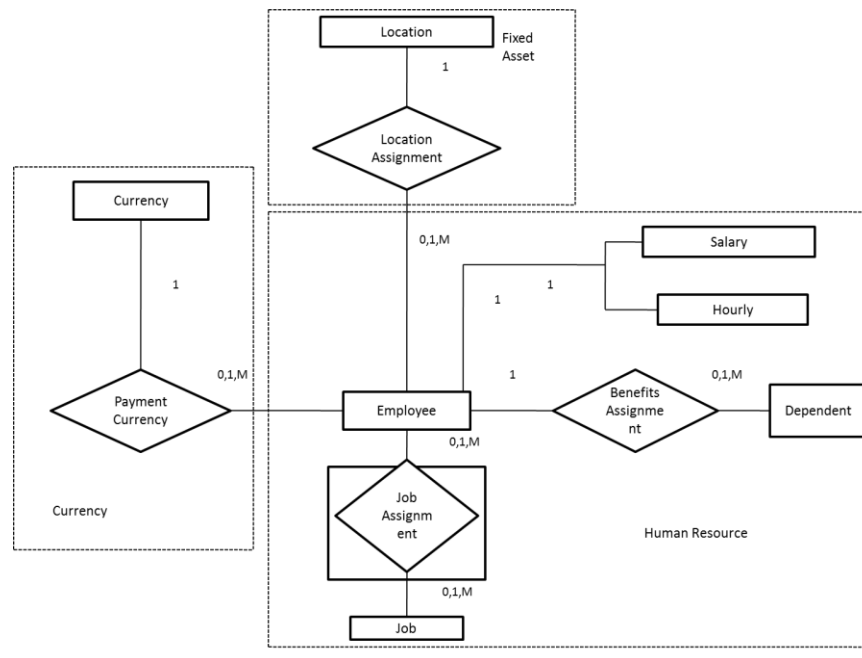 Location
Fixed
Asset
1
Location
Assignment
Currency
0,1,M
Salary
1
1
1
Hourly
0,1,M
1
0,1,M
Payment
Currency
Employee
Benefits
Assignme
nt
Dependent
0,1,M
Job
Assignm
ent
Currency
Human Resource
0,1,M
Job